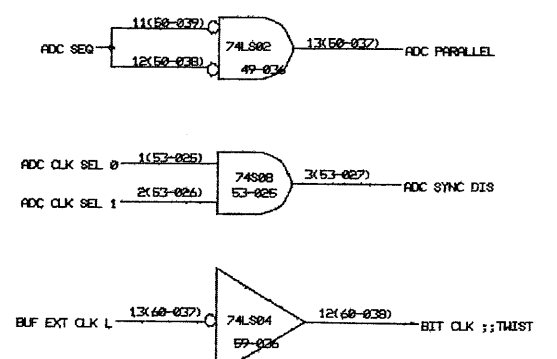 11(50-039)
ADC SEQ
74LS02
13(50-037)
ADC PARALLEL
12(50-038)
49-036
ADC CLK SEL 0
1(53-025)
74S08
3(53-027)
ADC SYNC DIS
ADC CLK SEL 1
2(53-026)
53-025
BUF EXT CLK L
13(60-037)
74LS04
12(60-038)
BIT CLK ;;TWIST
59-036